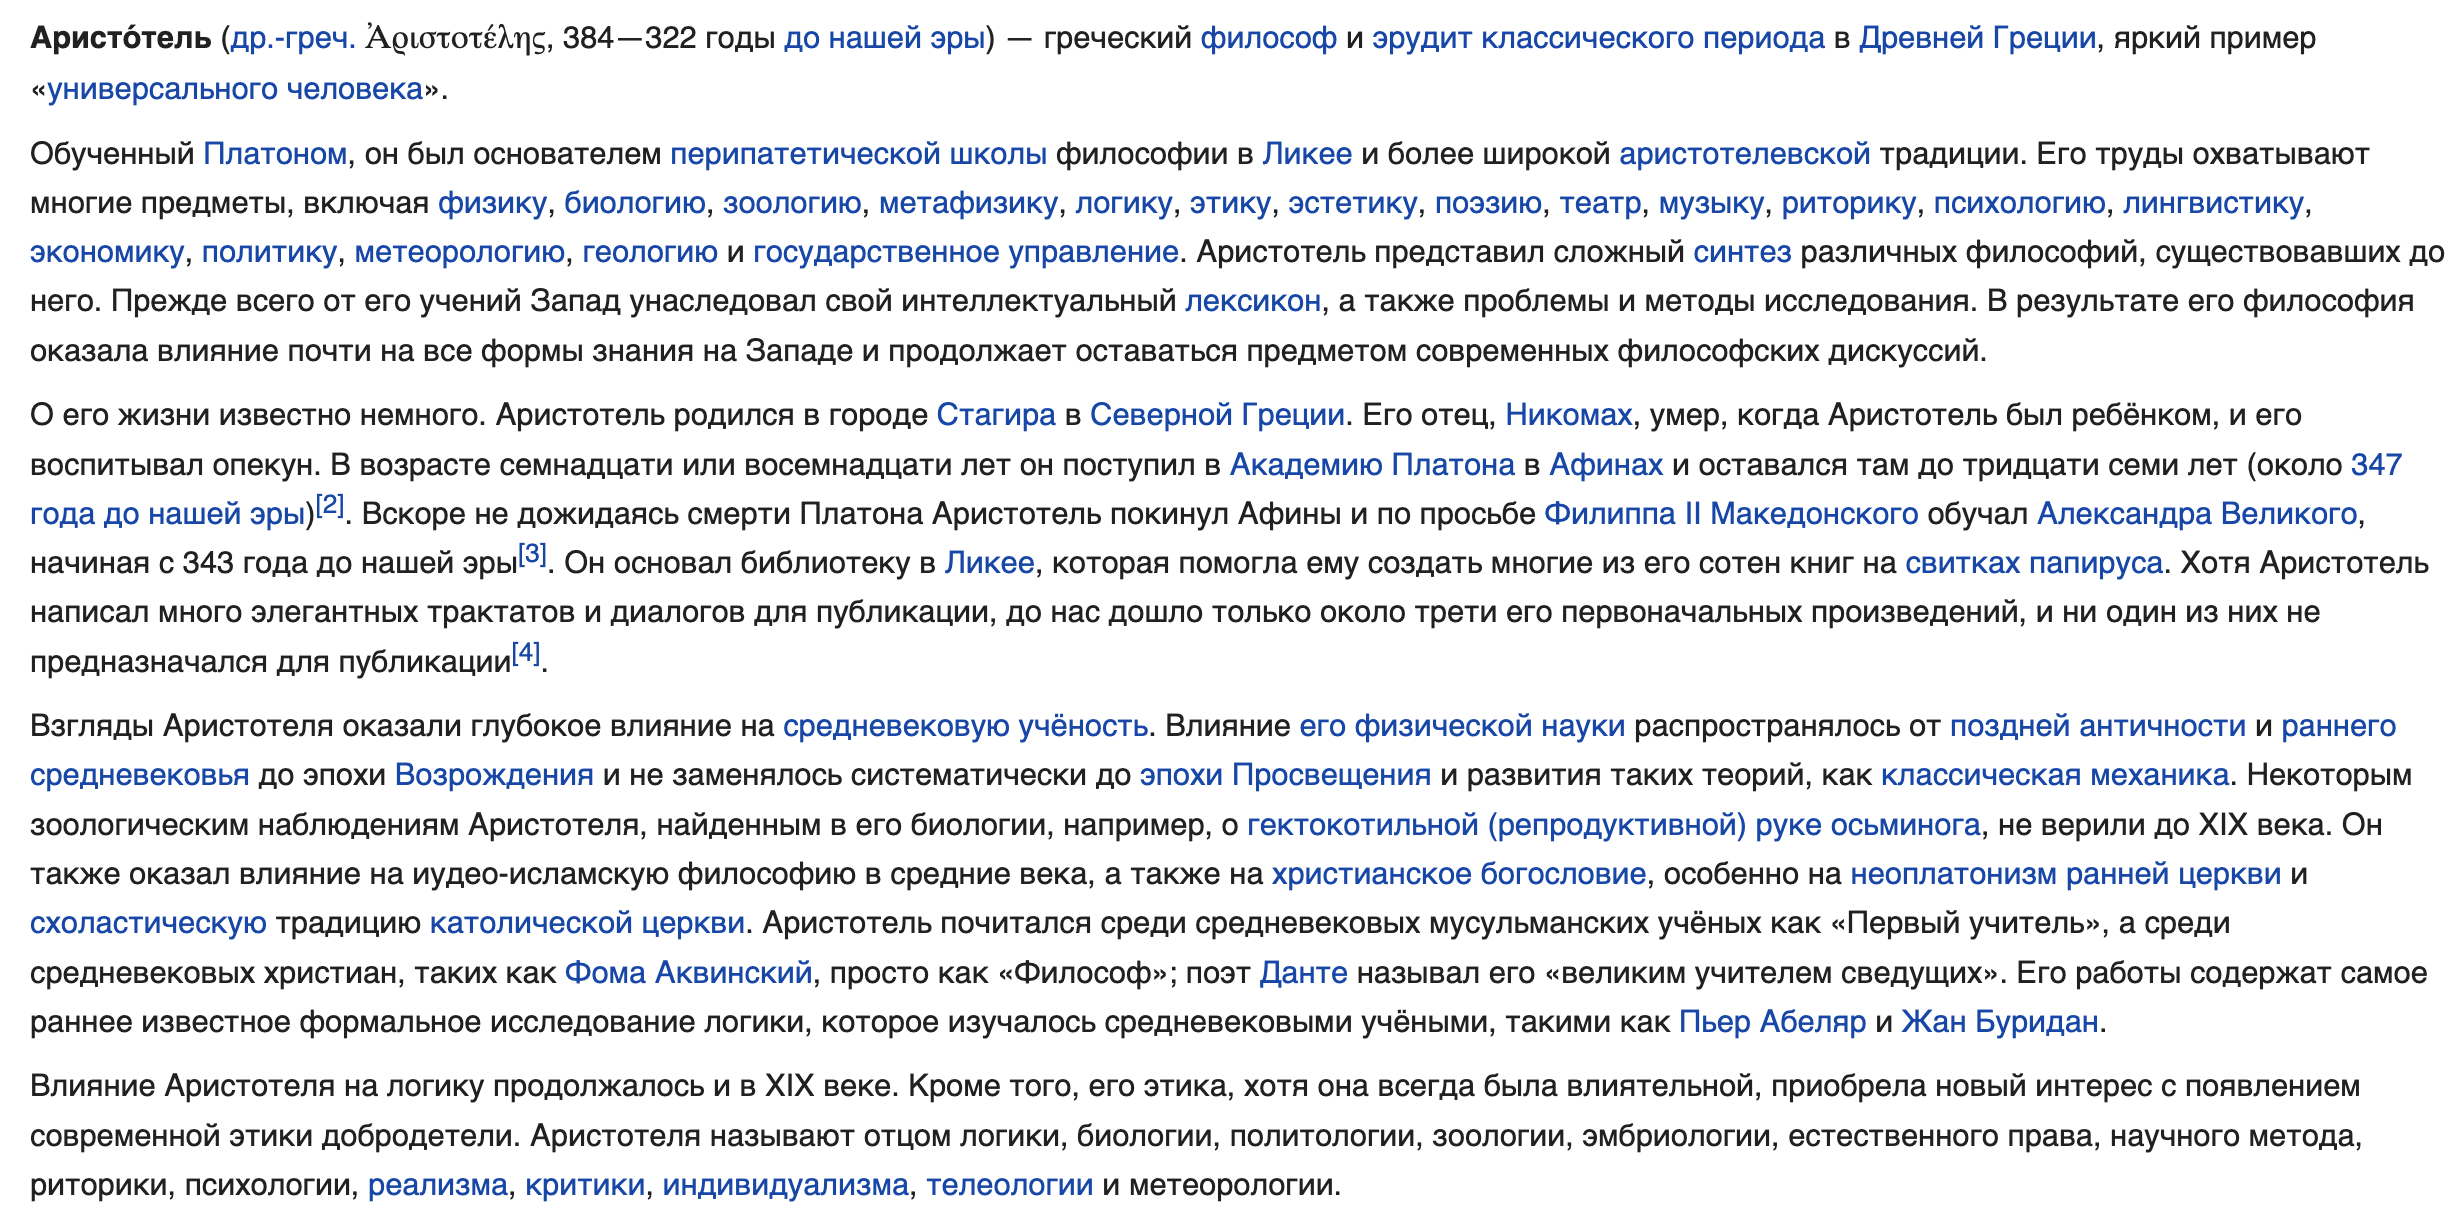 Аристо́тель (др.-греч. Ἀριστοτέλης, 384—322 годы до нашей эры) — греческий философ и эрудит классического периода в Древней Греции, яркий пример
«универсального человека».
Обученный Платоном, он был основателем перипатетической школы философии в Ликее и более широкой аристотелевской традиции. Его труды охватывают
многие предметы, включая физику, биологию, зоологию, метафизику, логику, этику, эстетику, поэзию, театр, музыку, риторику, психологию, лингвистику,
экономику, политику, метеорологию, геологию и государственное управление. Аристотель представил сложный синтез различных философий, существовавших до
него. Прежде всего от его учений Запад унаследовал свой интеллектуальный лексикон, а также проблемы и методы исследования. В результате его философия
оказала влияние почти на все формы знания на Западе и продолжает оставаться предметом современных философских дискуссий.
О его жизни известно немного. Аристотель родился в городе Стагира в Северной Греции. Его отец, Никомах, умер, когда Аристотель был ребёнком, и его
воспитывал опекун. В возрасте семнадцати или восемнадцати лет он поступил в Академию Платона в Афинах и оставался там до тридцати семи лет (около 347
года до нашей эры)[2]. Вскоре не дожидаясь смерти Платона Аристотель покинул Афины и по просьбе Филиппа II Македонского обучал Александра Великого,
начиная с 343 года до нашей эры[3]. Он основал библиотеку в Ликее, которая помогла ему создать многие из его сотен книг на свитках папируса. Хотя Аристотель
написал много элегантных трактатов и диалогов для публикации, до нас дошло только около трети его первоначальных произведений, и ни один из них не
предназначался для публикации[4].
Взгляды Аристотеля оказали глубокое влияние на средневековую учёность. Влияние его физической науки распространялось от поздней античности и раннего
средневековья до эпохи Возрождения и не заменялось систематически до эпохи Просвещения и развития таких теорий, как классическая механика. Некоторым
зоологическим наблюдениям Аристотеля, найденным в его биологии, например, о гектокотильной (репродуктивной) руке осьминога, не верили до XIX века. Он
также оказал влияние на иудео-исламскую философию в средние века, а также на христианское богословие, особенно на неоплатонизм ранней церкви и
схоластическую традицию католической церкви. Аристотель почитался среди средневековых мусульманских учёных как «Первый учитель», а среди
средневековых христиан, таких как Фома Аквинский, просто как «Философ»; поэт Данте называл его «великим учителем сведущих». Его работы содержат самое
раннее известное формальное исследование логики, которое изучалось средневековыми учёными, такими как Пьер Абеляр и Жан Буридан.
Влияние Аристотеля на логику продолжалось и в XIX веке. Кроме того, его этика, хотя она всегда была влиятельной, приобрела новый интерес с появлением
современной этики добродетели. Аристотеля называют отцом логики, биологии, политологии, зоологии, эмбриологии, естественного права, научного метода,
риторики, психологии, реализма, критики, индивидуализма, телеологии и метеорологии.